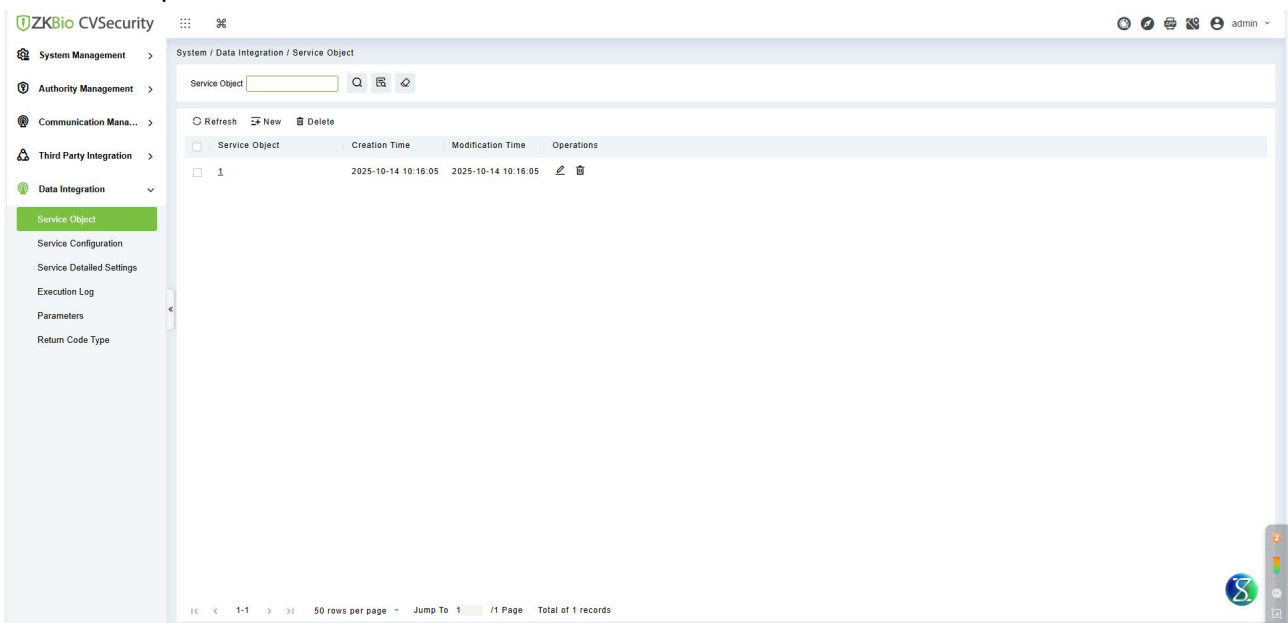 ZKBio CVSecurity
admin
System Management
Authority Management
Communication Mana...
Third Party Integration
Data Integration
Service Object
Service Configuration
Service Detailed Settings
Execution Log
Parameters
Return Code Type
System / Data Integration / Service Object
Service Object
Refresh New Delete
Service Object Creation Time Modification Time Operations
1 2025-10-14 10:16:05 2025-10-14 10:16:05
1-1 50 rows per page Jump To 1 /1 Page Total of 1 records
2